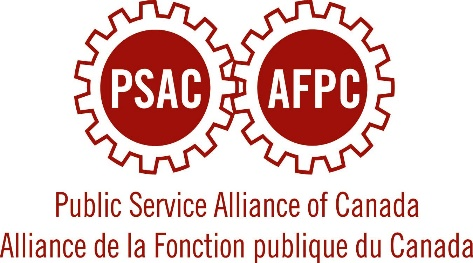 PSAC AFPC
Public Service Alliance of Canada
Alliance de la Fonction publique du Canada